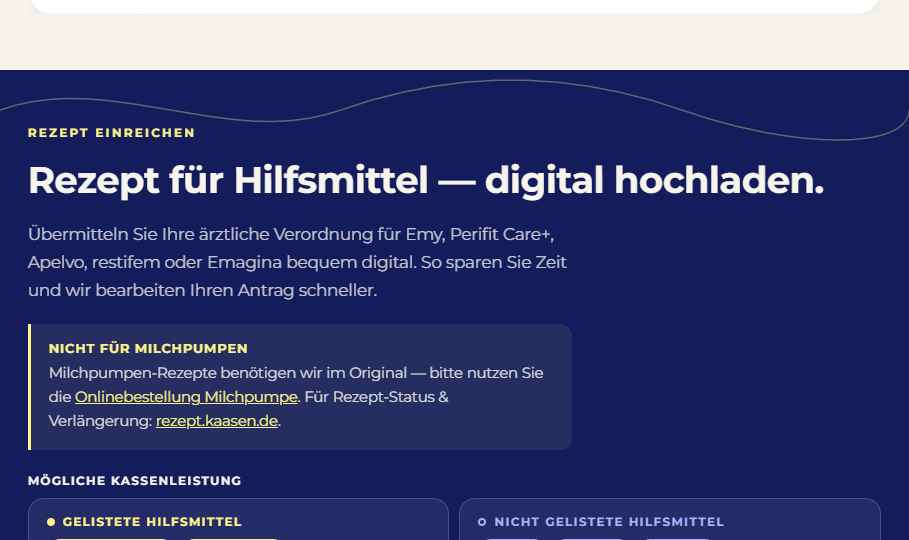 REZEPT EINREICHEN
Rezept für Hilfsmittel — digital hochladen.
Übermitteln Sie Ihre ärztliche Verordnung für Emy, Perifit Care+,
Apelvo, restifem oder Emagina bequem digital. So sparen Sie Zeit
und wir bearbeiten Ihren Antrag schneller.
NICHT FÜR MILCHPUMPEN
Milchpumpen-Rezepte benötigen wir im Original — bitte nutzen Sie
die Onlinebestellung Milchpumpe. Für Rezept-Status &
Verlängerung: rezept.kaasen.de.
MÖGLICHE KASSENLEISTUNG
GELISTETE HILFSMITTEL
NICHT GELISTETE HILFSMITTEL